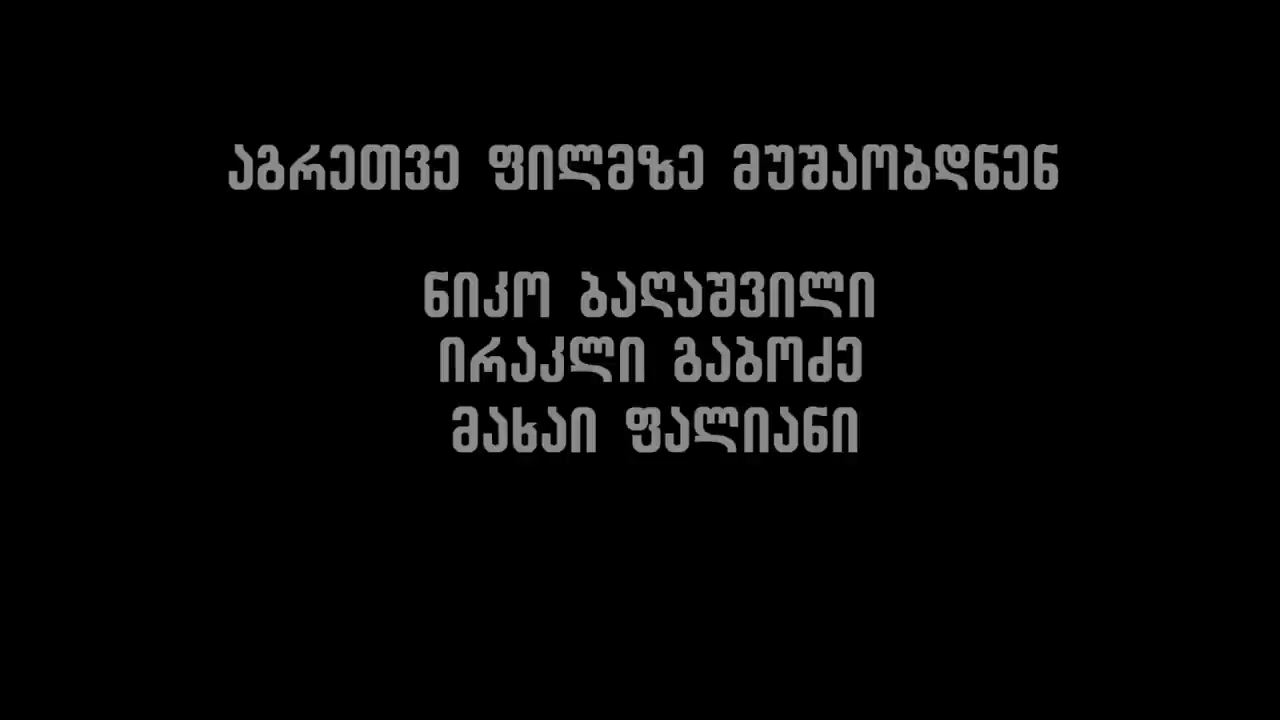 აგრეთვე ფილმზე მუშაობდნენ
ნიკო ბაღაშვილი
ირაკლი გაბოძე
მახაი ფალიანი